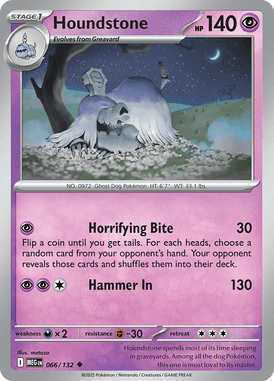 STAGE 1 Houndstone HP 140
Evolves from Greavard
NO. 0972 Ghost Dog Pokémon HT: 6'7" WT: 33.1 lbs.
Horrifying Bite 30
Flip a coin until you get tails. For each heads, choose a
random card from your opponent's hand. Your opponent
reveals those cards and shuffles them into their deck.
Hammer In 130
weakness ×2 resistance -30 retreat
Illus. matazo
I MEG EN 066/132
Houndstone spends most of its time sleeping
in graveyards. Among all the dog Pokémon,
this one is most loyal to its master.
©2025 Pokémon / Nintendo / Creatures / GAME FREAK